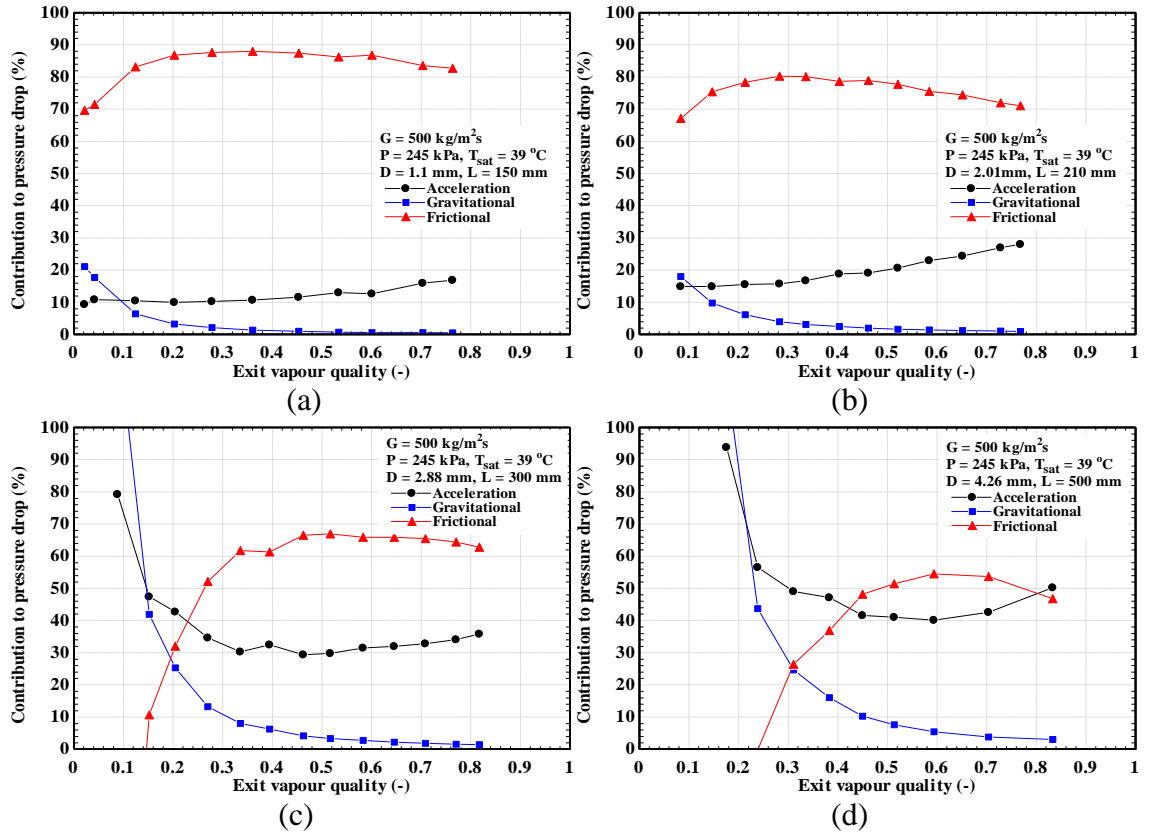 Contribution to pressure drop (%)
100
90
80
70
60
50
40
30
20
10
0
G = 500 kg/m²s
P = 245 kPa, T_sat = 39 °C
D = 1.1 mm, L = 150 mm
Acceleration
Gravitational
Frictional
0 0.1 0.2 0.3 0.4 0.5 0.6 0.7 0.8 0.9 1
Exit vapour quality (-)
(a)
Contribution to pressure drop (%)
100
90
80
70
60
50
40
30
20
10
0
G = 500 kg/m²s
P = 245 kPa, T_sat = 39 °C
D = 2.01mm, L = 210 mm
Acceleration
Gravitational
Frictional
0 0.1 0.2 0.3 0.4 0.5 0.6 0.7 0.8 0.9 1
Exit vapour quality (-)
(b)
Contribution to pressure drop (%)
100
90
80
70
60
50
40
30
20
10
0
G = 500 kg/m²s
P = 245 kPa, T_sat = 39 °C
D = 2.88 mm, L = 300 mm
Acceleration
Gravitational
Frictional
0 0.1 0.2 0.3 0.4 0.5 0.6 0.7 0.8 0.9 1
Exit vapour quality (-)
(c)
Contribution to pressure drop (%)
100
90
80
70
60
50
40
30
20
10
0
G = 500 kg/m²s
P = 245 kPa, T_sat = 39 °C
D = 4.26 mm, L = 500 mm
Acceleration
Gravitational
Frictional
0 0.1 0.2 0.3 0.4 0.5 0.6 0.7 0.8 0.9 1
Exit vapour quality (-)
(d)